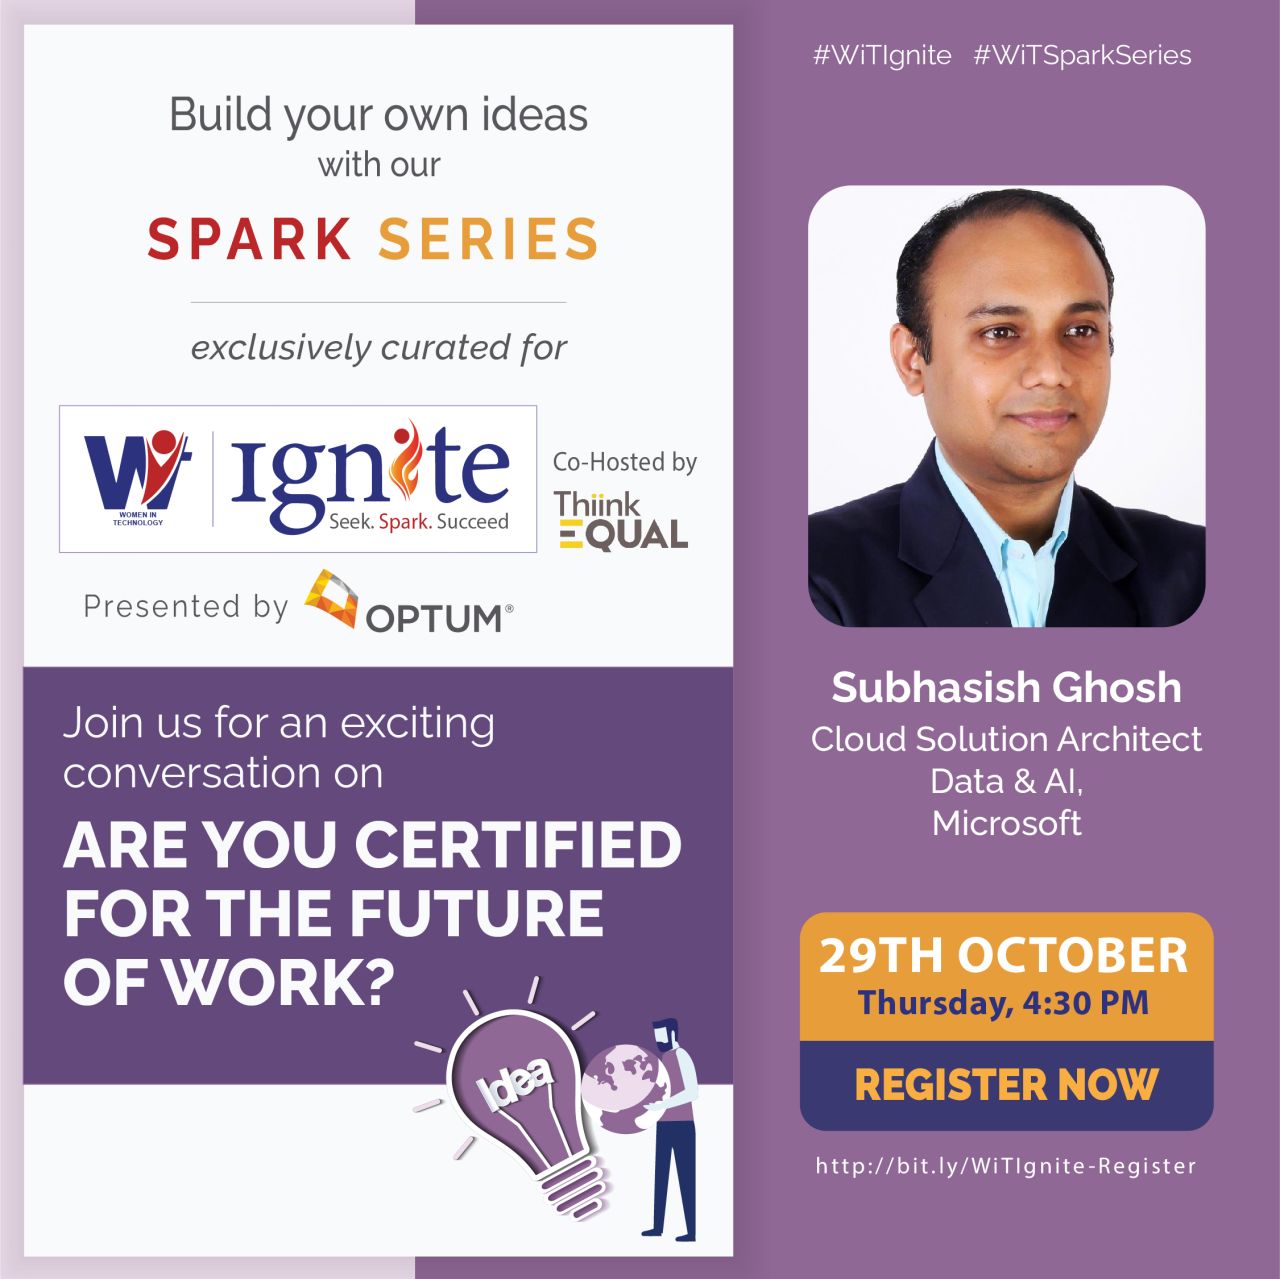 Build your own ideas
with our
SPARK SERIES
exclusively curated for
WiT
WOMEN IN
TECHNOLOGY
Ignite
Seek. Spark. Succeed
Co-Hosted by
Thiink
EQUAL
Presented by OPTUM®
Join us for an exciting
conversation on
ARE YOU CERTIFIED
FOR THE FUTURE
OF WORK?
Idea
#WiTIgnite #WiTSparkSeries
Subhasish Ghosh
Cloud Solution Architect
Data & AI,
Microsoft
29TH OCTOBER
Thursday, 4:30 PM
REGISTER NOW
http://bit.ly/WiTIgnite-Register